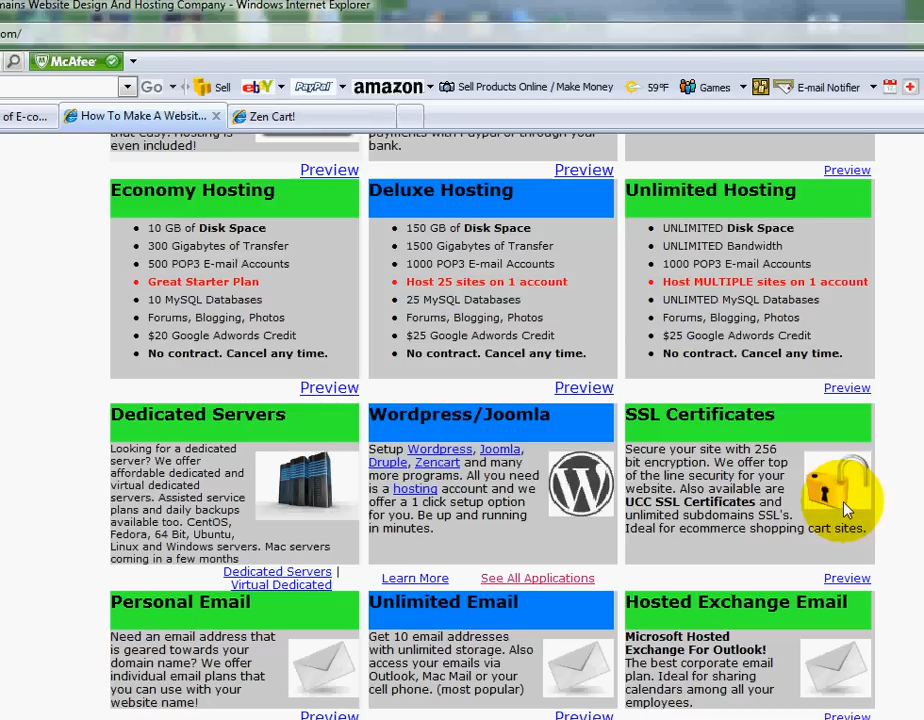 mains Website Design And Hosting Company - Windows Internet Explorer
om/
McAfee
Go Sell ebY PayPal amazon Sell Products Online / Make Money 59°F Games E-mail Notifier
of E-co... How To Make A Websit... Zen Cart!
that easy! Hosting is
even included!
payments with Paypal or through your
bank.
Preview Preview Preview
Economy Hosting
10 GB of Disk Space
300 Gigabytes of Transfer
500 POP3 E-mail Accounts
Great Starter Plan
10 MySQL Databases
Forums, Blogging, Photos
$20 Google Adwords Credit
No contract. Cancel any time.
Preview
Deluxe Hosting
150 GB of Disk Space
1500 Gigabytes of Transfer
1000 POP3 E-mail Accounts
Host 25 sites on 1 account
25 MySQL Databases
Forums, Blogging, Photos
$25 Google Adwords Credit
No contract. Cancel any time.
Preview
Unlimited Hosting
UNLIMITED Disk Space
UNLIMITED Bandwidth
1000 POP3 E-mail Accounts
Host MULTIPLE sites on 1 account
UNLIMTED MySQL Databases
Forums, Blogging, Photos
$25 Google Adwords Credit
No contract. Cancel any time.
Preview
Dedicated Servers
Looking for a dedicated
server? We offer
affordable dedicated and
virtual dedicated
servers. Assisted service
plans and daily backups
available too. CentOS,
Fedora, 64 Bit, Ubuntu,
Linux and Windows servers. Mac servers
coming in a few months
Dedicated Servers |
Virtual Dedicated
Wordpress/Joomla
Setup Wordpress, Joomla,
Druple, Zencart and many
more programs. All you need
is a hosting account and we
offer a 1 click setup option
for you. Be up and running
in minutes.
Learn More See All Applications
SSL Certificates
Secure your site with 256
bit encryption. We offer top
of the line security for your
website. Also available are
UCC SSL Certificates and
unlimited subdomains SSL's.
Ideal for ecommerce shopping cart sites.
Preview
Personal Email
Need an email address that
is geared towards your
domain name? We offer
individual email plans that
you can use with your
website name!
Preview
Unlimited Email
Get 10 email addresses
with unlimited storage. Also
access your emails via
Outlook, Mac Mail or your
cell phone. (most popular)
Preview
Hosted Exchange Email
Microsoft Hosted
Exchange For Outlook!
The best corporate email
plan. Ideal for sharing
calendars among all your
employees.
Preview